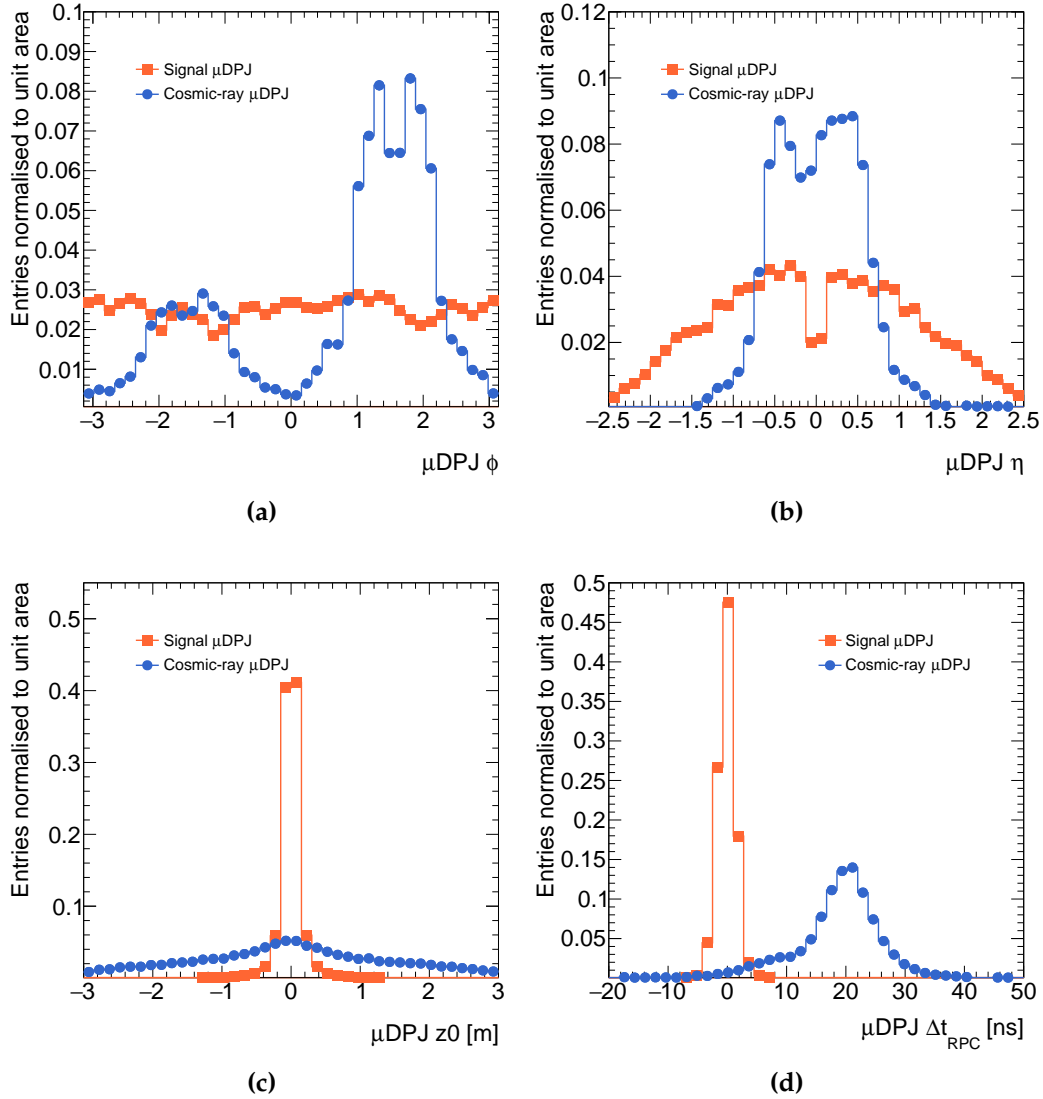 Entries normalised to unit area
0.1
0.09
0.08
0.07
0.06
0.05
0.04
0.03
0.02
0.01
Signal μDPJ
Cosmic-ray μDPJ
−3 −2 −1 0 1 2 3
μDPJ ϕ
(a)
Entries normalised to unit area
0.12
0.1
0.08
0.06
0.04
0.02
Signal μDPJ
Cosmic-ray μDPJ
−2.5 −2 −1.5 −1 −0.5 0 0.5 1 1.5 2 2.5
μDPJ η
(b)
Entries normalised to unit area
0.5
0.4
0.3
0.2
0.1
Signal μDPJ
Cosmic-ray μDPJ
−3 −2 −1 0 1 2 3
μDPJ z0 [m]
(c)
Entries normalised to unit area
0.5
0.45
0.4
0.35
0.3
0.25
0.2
0.15
0.1
0.05
Signal μDPJ
Cosmic-ray μDPJ
−20 −10 0 10 20 30 40 50
μDPJ Δt_RPC [ns]
(d)